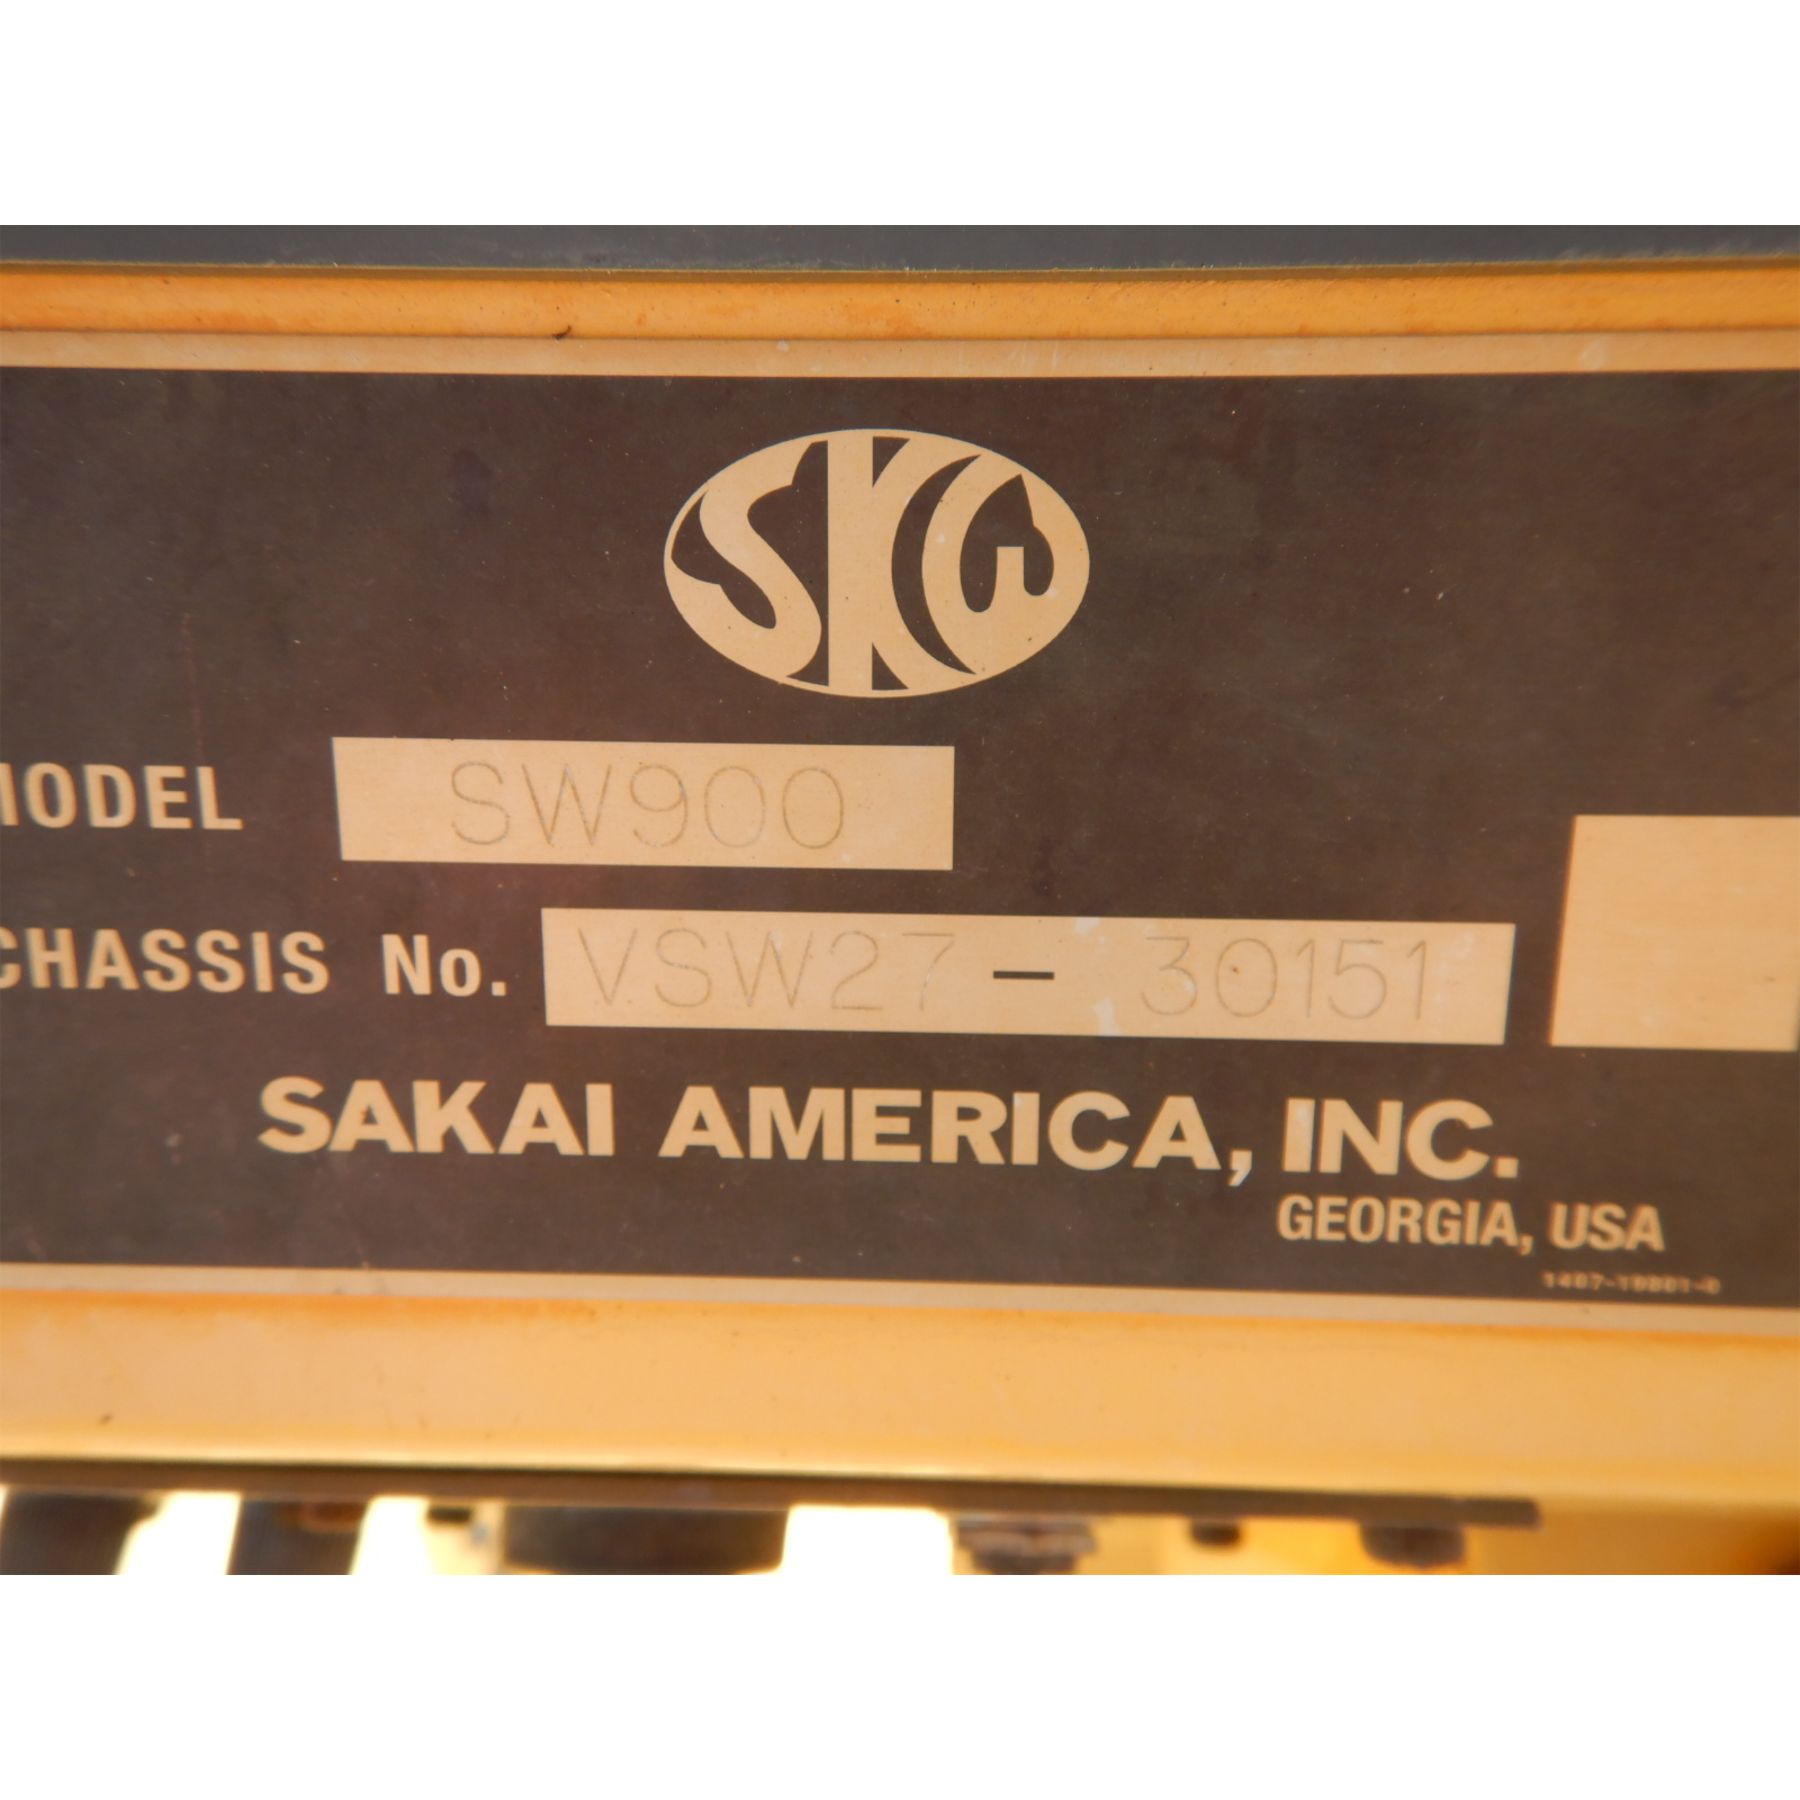 SKW
MODEL SW900
CHASSIS No. VSW27-30151
SAKAI AMERICA, INC.
GEORGIA, USA